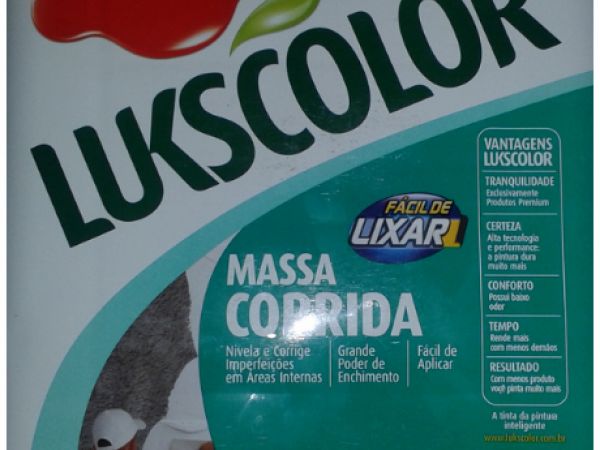 LUKSCOLOR
FÁCIL DE
LIXAR
MASSA
CORRIDA
Nivela e Corrige
Imperfeições
em Áreas Internas
Grande
Poder de
Enchimento
Fácil de
Aplicar
VANTAGENS
LUKSCOLOR
TRANQUILIDADE
Exclusivamente
Produtos Premium
CERTEZA
Alta tecnologia
e performance:
a pintura dura
muito mais
CONFORTO
Possui baixo
odor
TEMPO
Rende mais
com menos demãos
RESULTADO
Com menos produto
você pinta muito mais
A tinta da pintura
inteligente
www.lukscolor.com.br